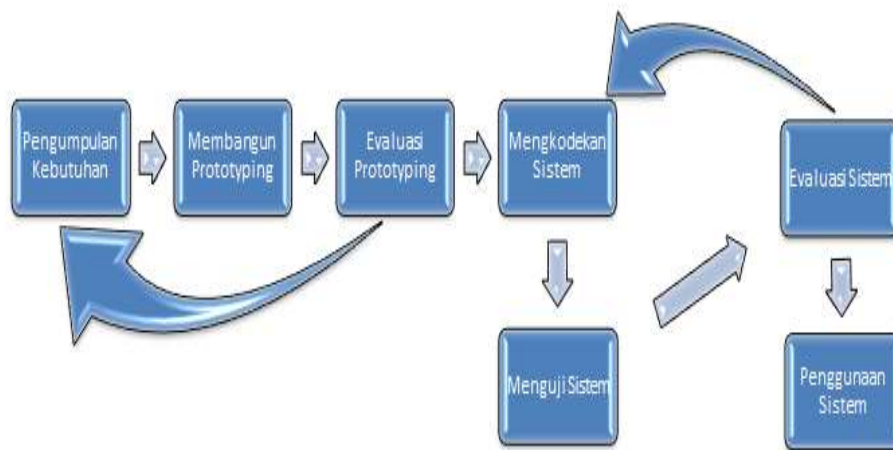 Pengumpulan
Kebutuhan
Membangun
Prototyping
Evaluasi
Prototyping
Mengkodekan
Sistem
Menguji Sistem
Evaluasi Sistem
Penggunaan
Sistem